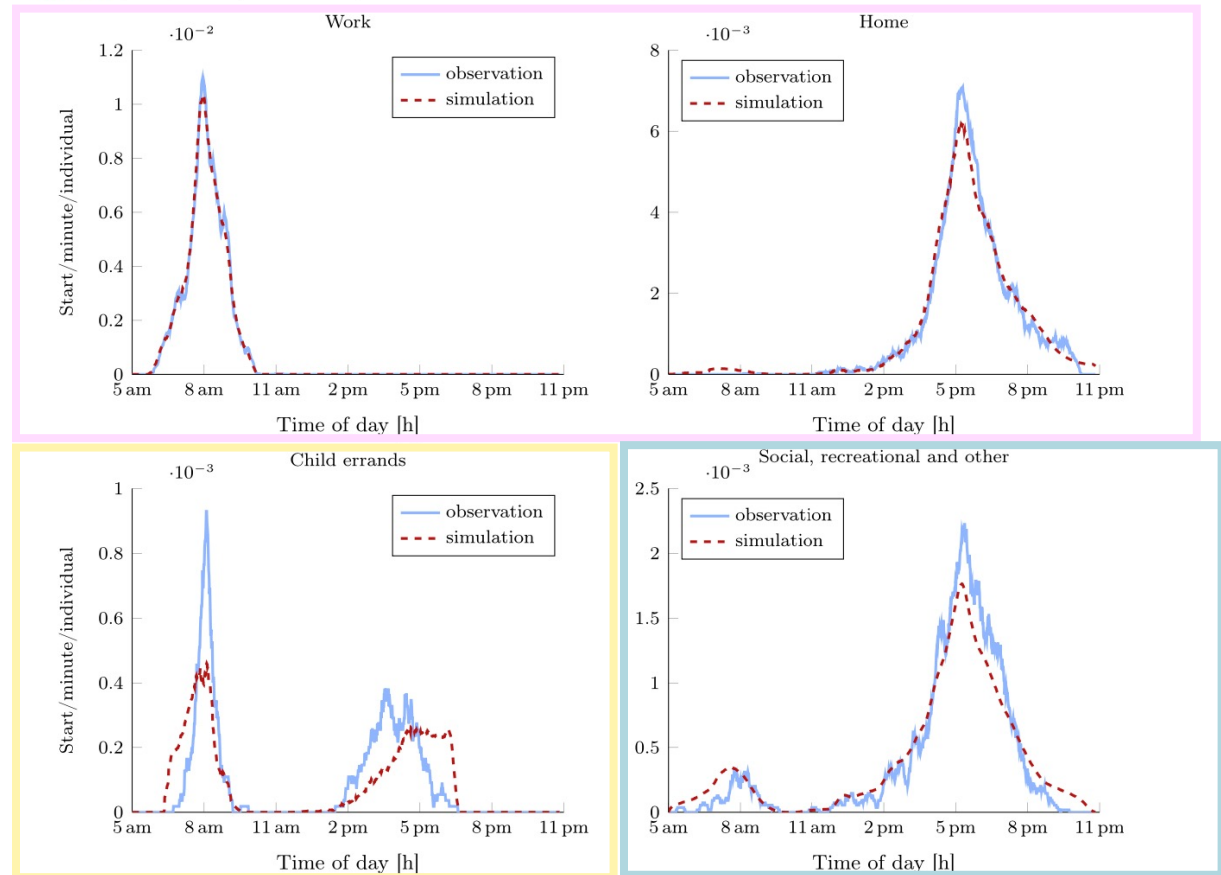 Work
·10⁻²
1.2
1
0.8
0.6
0.4
0.2
0
Start/minute/individual
observation
simulation
5 am 8 am 11 am 2 pm 5 pm 8 pm 11 pm
Time of day [h]
Home
·10⁻³
8
6
4
2
0
observation
simulation
5 am 8 am 11 am 2 pm 5 pm 8 pm 11 pm
Time of day [h]
Child errands
·10⁻³
1
0.8
0.6
0.4
0.2
0
Start/minute/individual
observation
simulation
5 am 8 am 11 am 2 pm 5 pm 8 pm 11 pm
Time of day [h]
Social, recreational and other
·10⁻³
2.5
2
1.5
1
0.5
0
observation
simulation
5 am 8 am 11 am 2 pm 5 pm 8 pm 11 pm
Time of day [h]